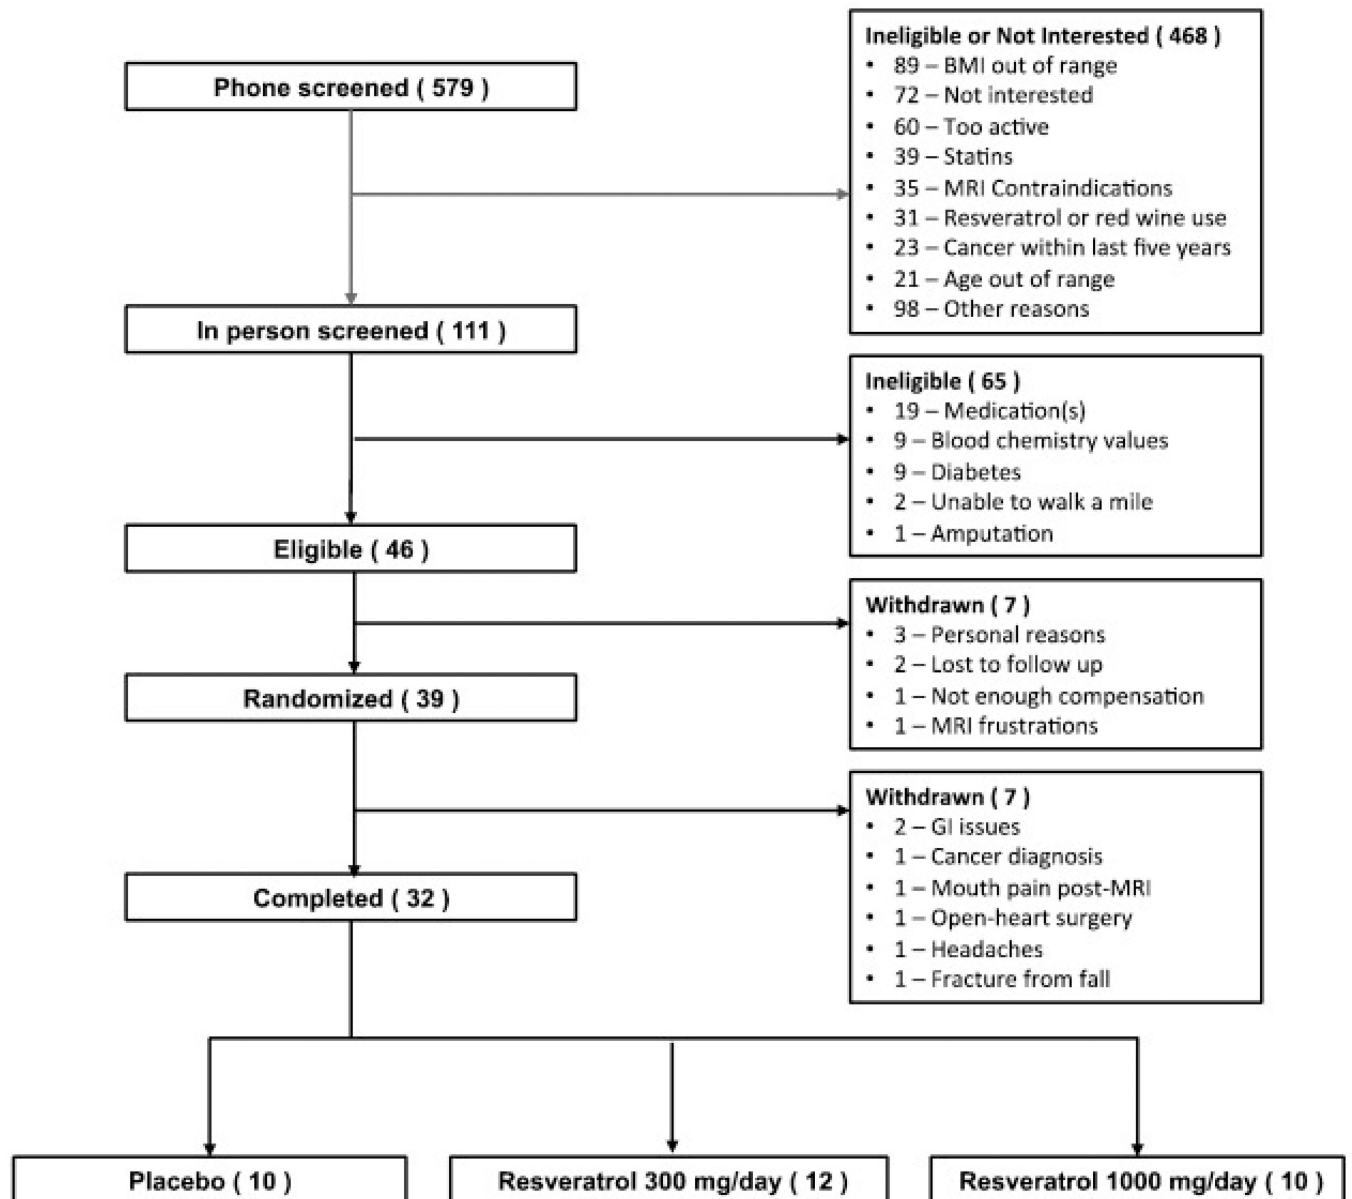 Phone screened ( 579 )
Ineligible or Not Interested ( 468 )
• 89 – BMI out of range
• 72 – Not interested
• 60 – Too active
• 39 – Statins
• 35 – MRI Contraindications
• 31 – Resveratrol or red wine use
• 23 – Cancer within last five years
• 21 – Age out of range
• 98 – Other reasons
In person screened ( 111 )
Ineligible ( 65 )
• 19 – Medication(s)
• 9 – Blood chemistry values
• 9 – Diabetes
• 2 – Unable to walk a mile
• 1 – Amputation
Eligible ( 46 )
Withdrawn ( 7 )
• 3 – Personal reasons
• 2 – Lost to follow up
• 1 – Not enough compensation
• 1 – MRI frustrations
Randomized ( 39 )
Withdrawn ( 7 )
• 2 – GI issues
• 1 – Cancer diagnosis
• 1 – Mouth pain post-MRI
• 1 – Open-heart surgery
• 1 – Headaches
• 1 – Fracture from fall
Completed ( 32 )
Placebo ( 10 )
Resveratrol 300 mg/day ( 12 )
Resveratrol 1000 mg/day ( 10 )